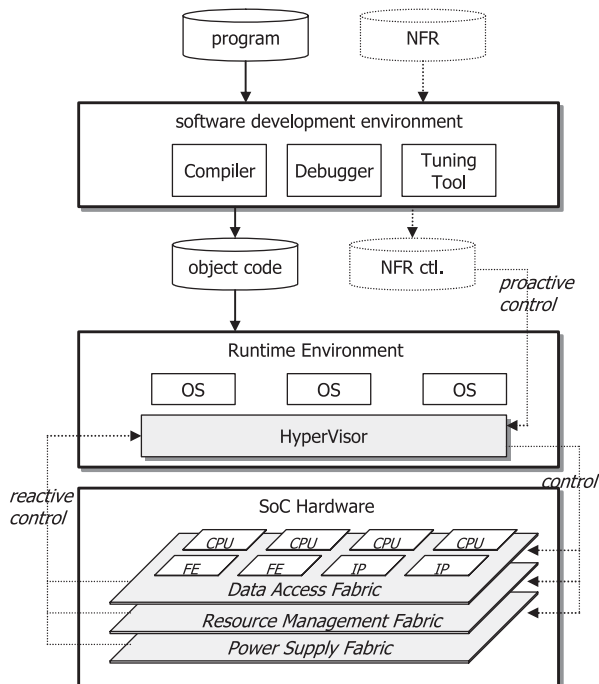 program
NFR
software development environment
Compiler
Debugger
Tuning
Tool
object code
NFR ctl.
proactive
control
Runtime Environment
OS
OS
OS
HyperVisor
reactive
control
control
SoC Hardware
CPU
CPU
CPU
CPU
FE
FE
IP
IP
Data Access Fabric
Resource Management Fabric
Power Supply Fabric